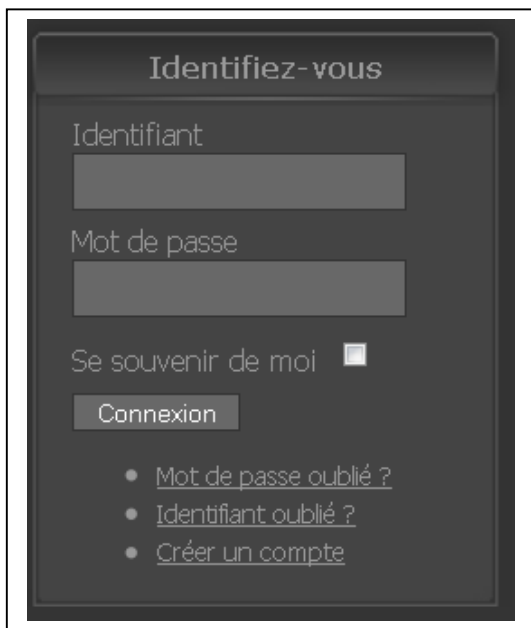 Identifiez-vous
Identifiant
Mot de passe
Se souvenir de moi
Connexion
Mot de passe oublié ?
Identifiant oublié ?
Créer un compte